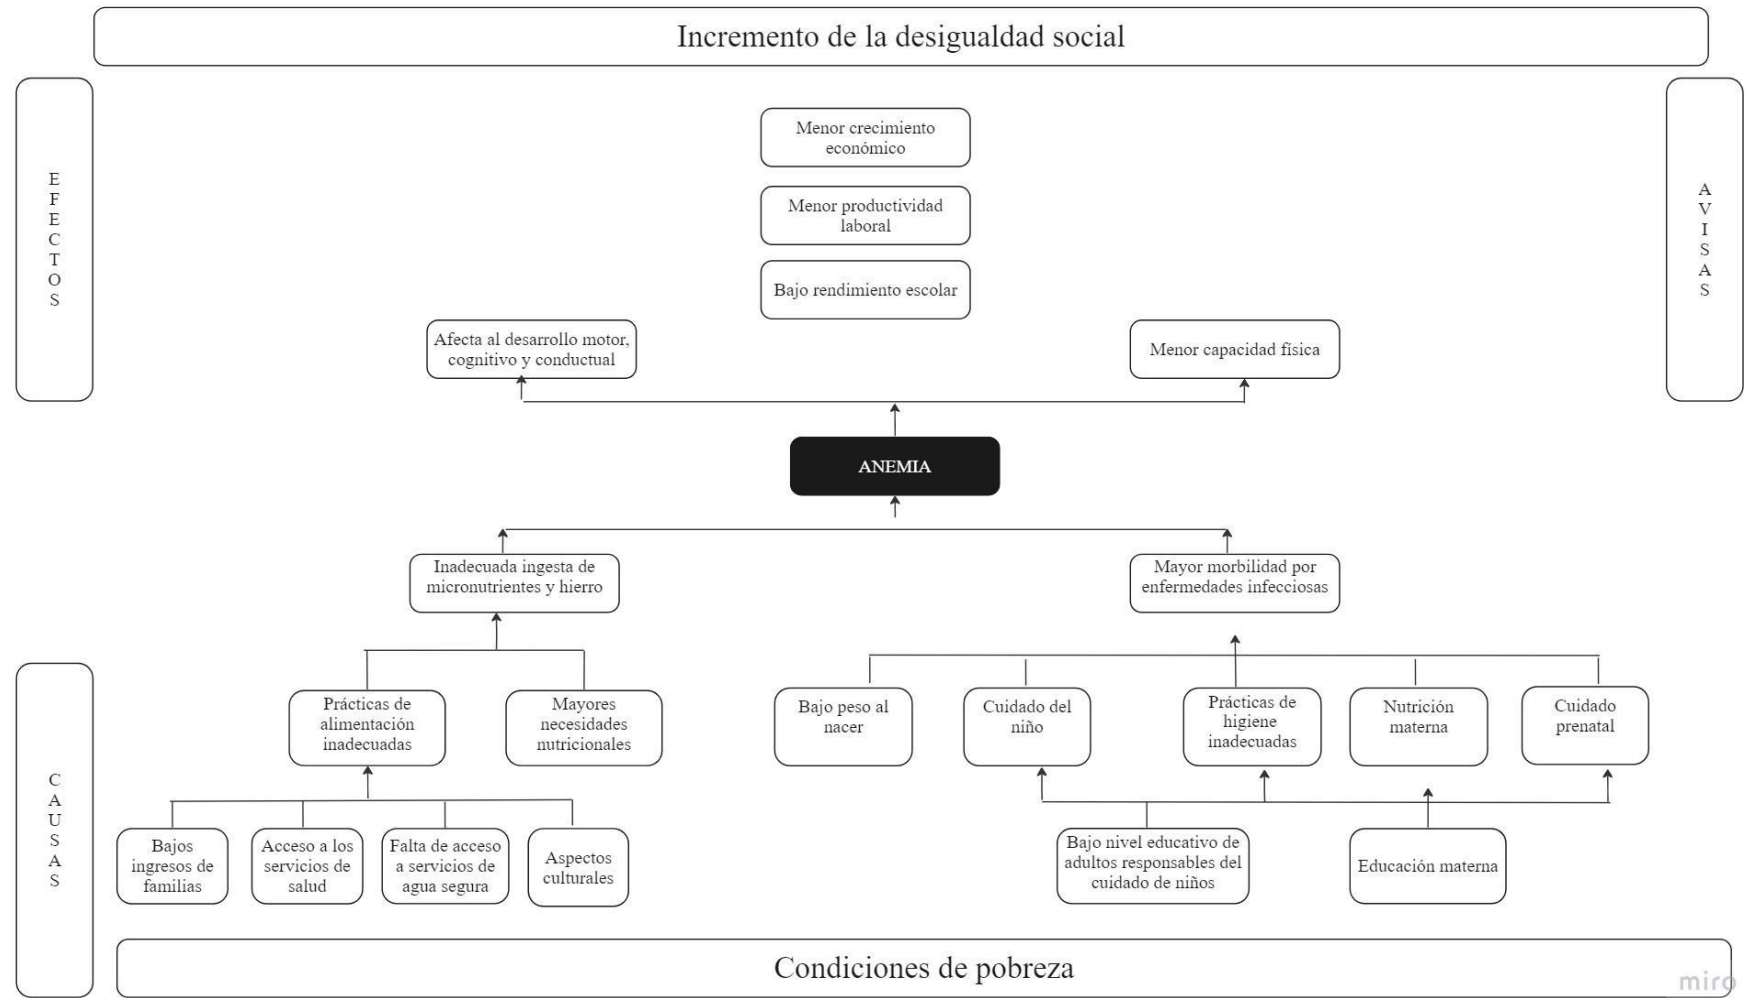 Incremento de la desigualdad social
EFECTOS
AVISAS
Menor crecimiento
económico
Menor productividad
laboral
Bajo rendimiento escolar
Afecta al desarrollo motor,
cognitivo y conductual
Menor capacidad física
ANEMIA
Inadecuada ingesta de
micronutrientes y hierro
Mayor morbilidad por
enfermedades infecciosas
CAUSAS
Prácticas de
alimentación
inadecuadas
Mayores
necesidades
nutricionales
Bajo peso al
nacer
Cuidado del
niño
Prácticas de
higiene
inadecuadas
Nutrición
materna
Cuidado
prenatal
Bajos
ingresos de
familias
Acceso a los
servicios de
salud
Falta de acceso
a servicios de
agua segura
Aspectos
culturales
Bajo nivel educativo de
adultos responsables del
cuidado de niños
Educación materna
Condiciones de pobreza
miro